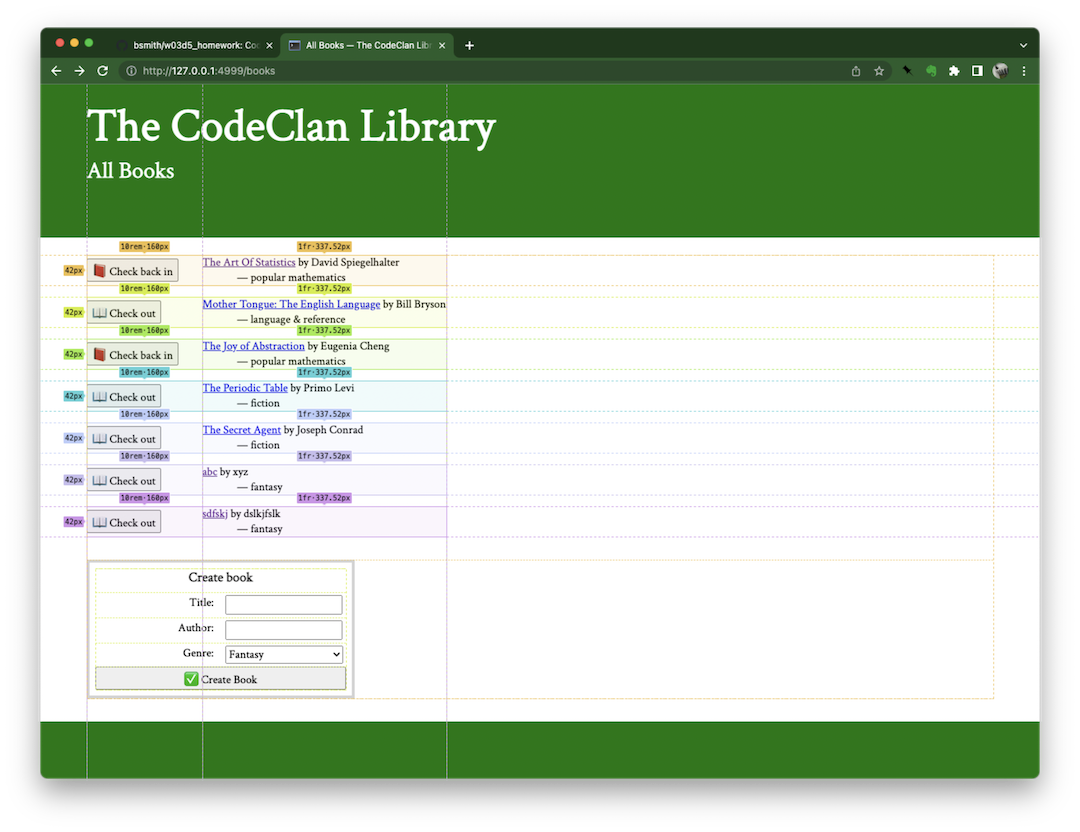 bsmith/w03d5_homework: Co
All Books — The CodeClan Libr
http://127.0.0.1:4999/books
The CodeClan Library
All Books
10rem·160px 1fr·337.52px
42px 📕 Check back in The Art Of Statistics by David Spiegelhalter
— popular mathematics
10rem·160px 1fr·337.52px
42px 📖 Check out Mother Tongue: The English Language by Bill Bryson
— language & reference
10rem·160px 1fr·337.52px
42px 📕 Check back in The Joy of Abstraction by Eugenia Cheng
— popular mathematics
10rem·160px 1fr·337.52px
42px 📖 Check out The Periodic Table by Primo Levi
— fiction
10rem·160px 1fr·337.52px
42px 📖 Check out The Secret Agent by Joseph Conrad
— fiction
10rem·160px 1fr·337.52px
42px 📖 Check out abc by xyz
— fantasy
10rem·160px 1fr·337.52px
42px 📖 Check out sdfskj by dslkjfslk
— fantasy
Create book
Title:
Author:
Genre: Fantasy
✅ Create Book